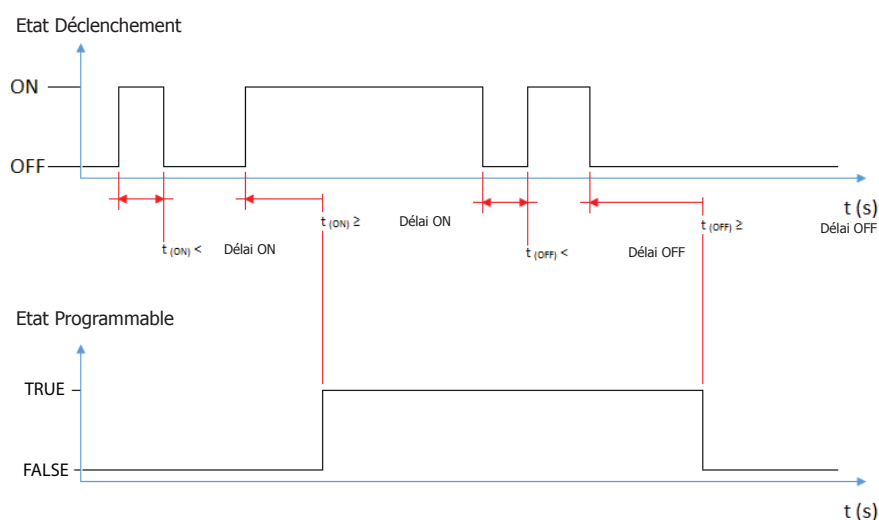 Etat Déclenchement
ON
OFF
t (s)
t (ON) ≥ Délai ON
t (OFF) ≥ Délai OFF
t (ON) < Délai ON
t (OFF) < Délai OFF
Etat Programmable
TRUE
FALSE
t (s)